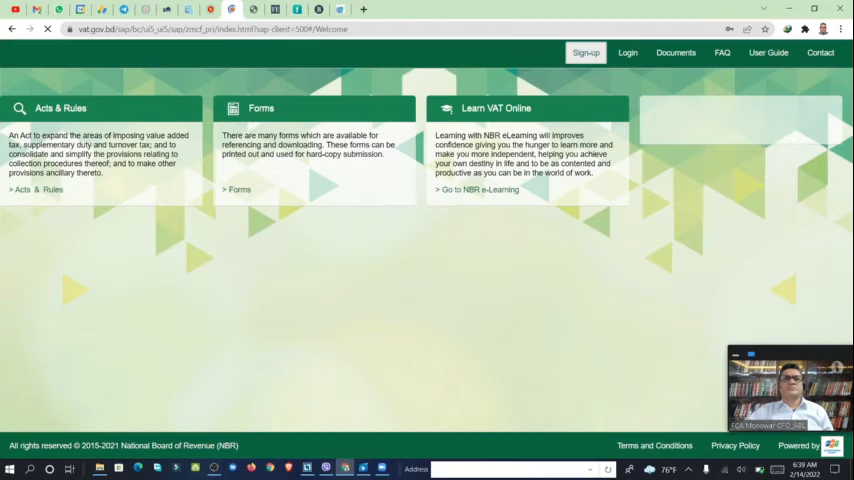 vat.gov.bd/sap/bc/ui5_ui5/sap/zmcf_pri/index.html?sap-client=500#/Welcome
Sign-up Login Documents FAQ User Guide Contact
Acts & Rules
An Act to expand the areas of imposing value added
tax, supplementary duty and turnover tax; and to
consolidate and simplify the provisions relating to
collection procedures thereof; and to make other
provisions ancillary thereto.
> Acts & Rules
Forms
There are many forms which are available for
referencing and downloading. These forms can be
printed out and used for hard-copy submission.
> Forms
Learn VAT Online
Learning with NBR eLearning will improves
confidence giving you the hunger to learn more and
make you more independent, helping you achieve
your own destiny in life and to be as contented and
productive as you can be in the world of work.
> Go to NBR e-Learning
FCA Monowar CFO_ABL
All rights reserved © 2015-2021 National Board of Revenue (NBR)
Terms and Conditions Privacy Policy Powered by
Address
76°F
6:39 AM
2/14/2022